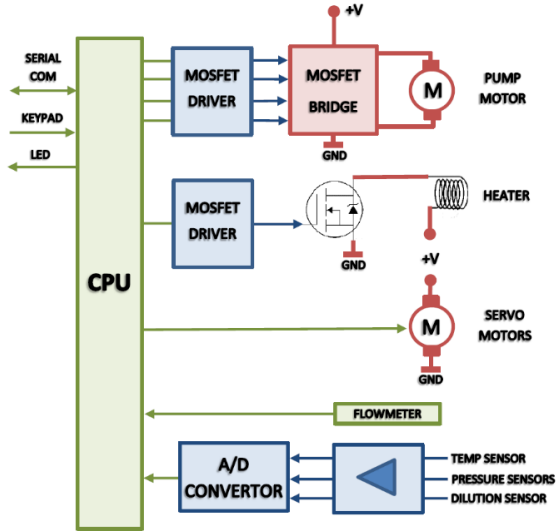 +V
SERIAL
COM
KEYPAD
LED
MOSFET
DRIVER
MOSFET
BRIDGE
M
PUMP
MOTOR
GND
MOSFET
DRIVER
HEATER
GND
+V
CPU
M
SERVO
MOTORS
GND
FLOWMETER
A/D
CONVERTOR
TEMP SENSOR
PRESSURE SENSORS
DILUTION SENSOR